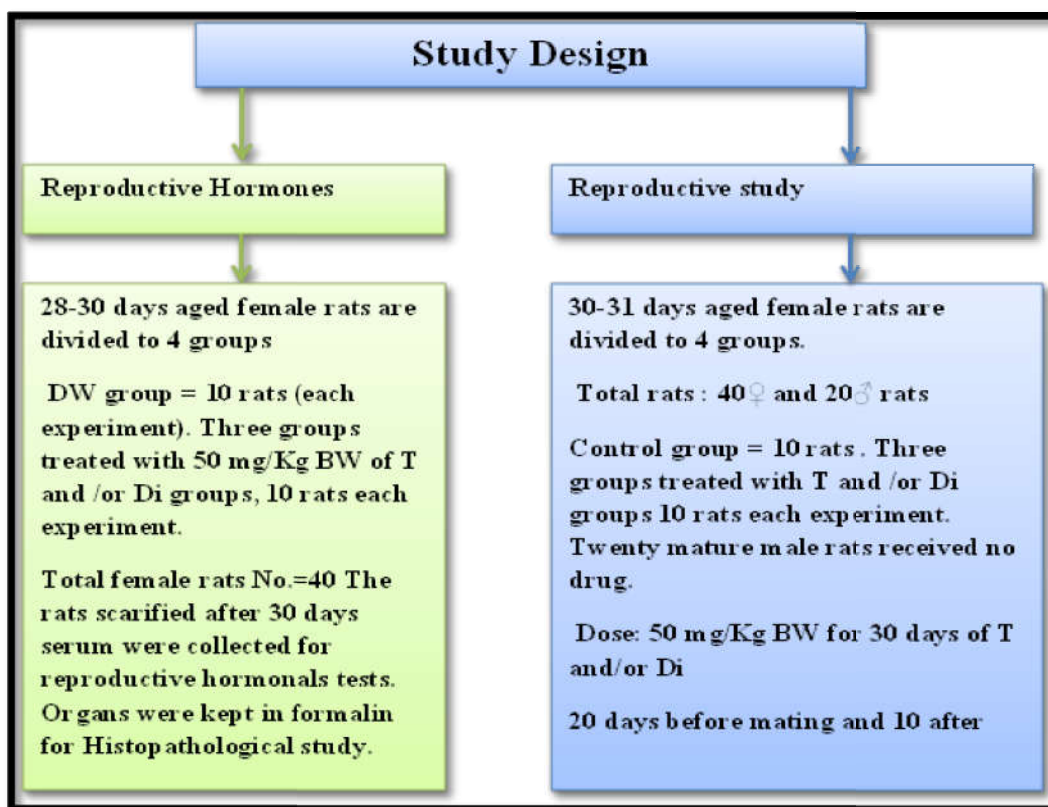 Study Design
Reproductive Hormones
28-30 days aged female rats are
divided to 4 groups
DW group = 10 rats (each
experiment). Three groups
treated with 50 mg/Kg BW of T
and /or Di groups, 10 rats each
experiment.
Total female rats No.=40 The
rats scarified after 30 days
serum were collected for
reproductive hormonals tests.
Organs were kept in formalin
for Histopathological study.
Reproductive study
30-31 days aged female rats are
divided to 4 groups.
Total rats : 40♀ and 20♂ rats
Control group = 10 rats . Three
groups treated with T and /or Di
groups 10 rats each experiment.
Twenty mature male rats received no
drug.
Dose: 50 mg/Kg BW for 30 days of T
and/or Di
20 days before mating and 10 after